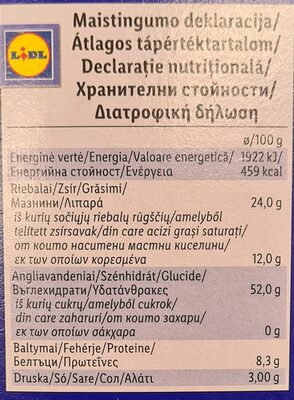 Maistingumo deklaracija/
Átlagos tápértéktartalom/
Declarație nutrițională/
Хранителни стойности/
Διατροφική δήλωση
LIDL
ø/100 g
Energinė vertė/Energia/Valoare energetică/ 1922 kJ/
Енергийна стойност/Ενέργεια 459 kcal
Riebalai/Zsír/Grăsimi/
Мазнини/Λιπαρά 24,0 g
iš kurių sočiųjų riebalų rūgščių/amelyből
telített zsírsavak/din care acizi grași saturați/
от които наситени мастни киселини/
εκ των οποίων κορεσμένα 12,0 g
Angliavandeniai/Szénhidrát/Glucide/
Въглехидрати/Υδατάνθρακες 52,0 g
iš kurių cukrų/amelyből cukrok/
din care zaharuri/от които захари/
εκ των οποίων σάκχαρα 0 g
Baltymai/Fehérje/Proteine/
Белтъци/Πρωτεΐνες 8,3 g
Druska/Só/Sare/Сол/Αλάτι 3,00 g